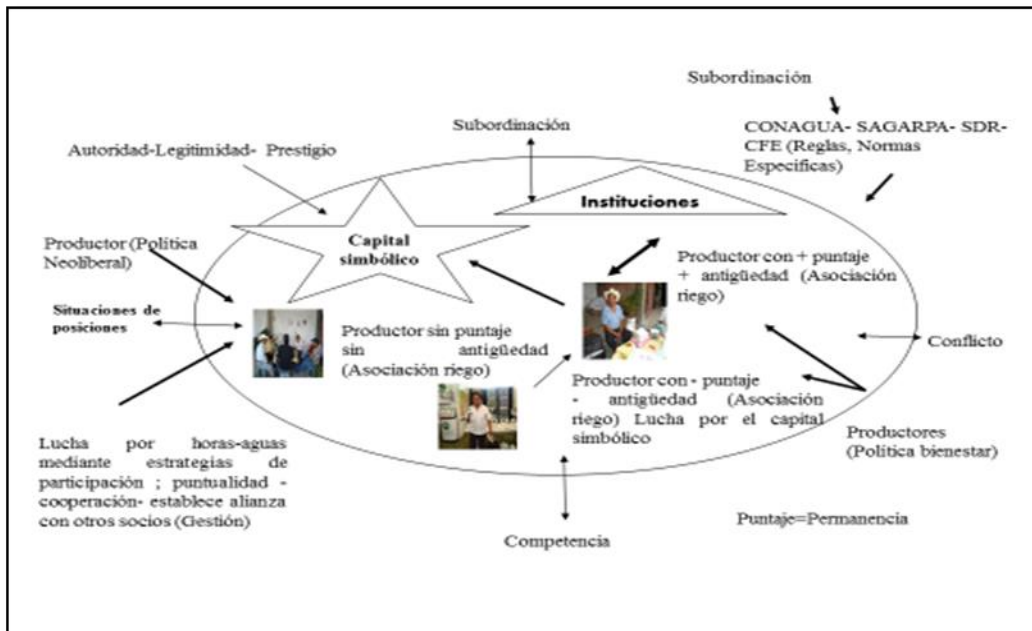 Subordinación
CONAGUA- SAGARPA- SDR-
CFE (Reglas, Normas
Especificas)
Subordinación
Autoridad-Legitimidad- Prestigio
Instituciones
Capital
simbólico
Productor (Política
Neoliberal)
Productor con + puntaje
+ antigüedad (Asociación
riego)
Situaciones de
posiciones
Productor sin puntaje
sin antigüedad
(Asociación riego)
Conflicto
Productor con - puntaje
- antigüedad (Asociación
riego) Lucha por el capital
simbólico
Productores
(Política bienestar)
Lucha por horas-aguas
mediante estrategias de
participación ; puntualidad -
cooperación- establece alianza
con otros socios (Gestión)
Puntaje=Permanencia
Competencia